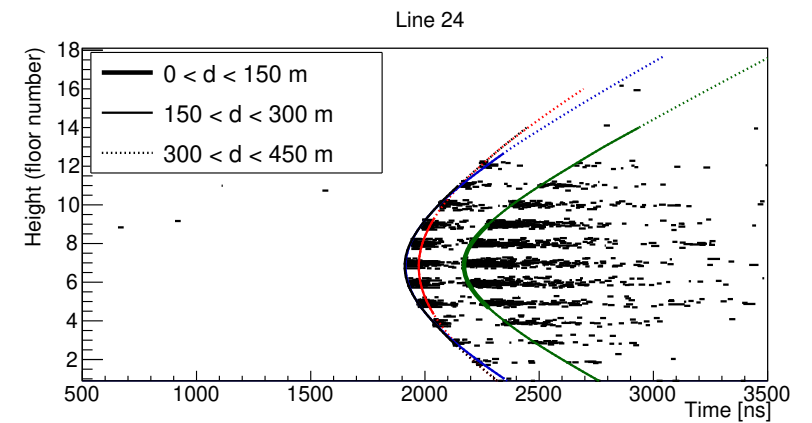 Line 24
Height (floor number)
18
16
14
12
10
8
6
4
2
0 < d < 150 m
150 < d < 300 m
300 < d < 450 m
500 1000 1500 2000 2500 3000 3500
Time [ns]